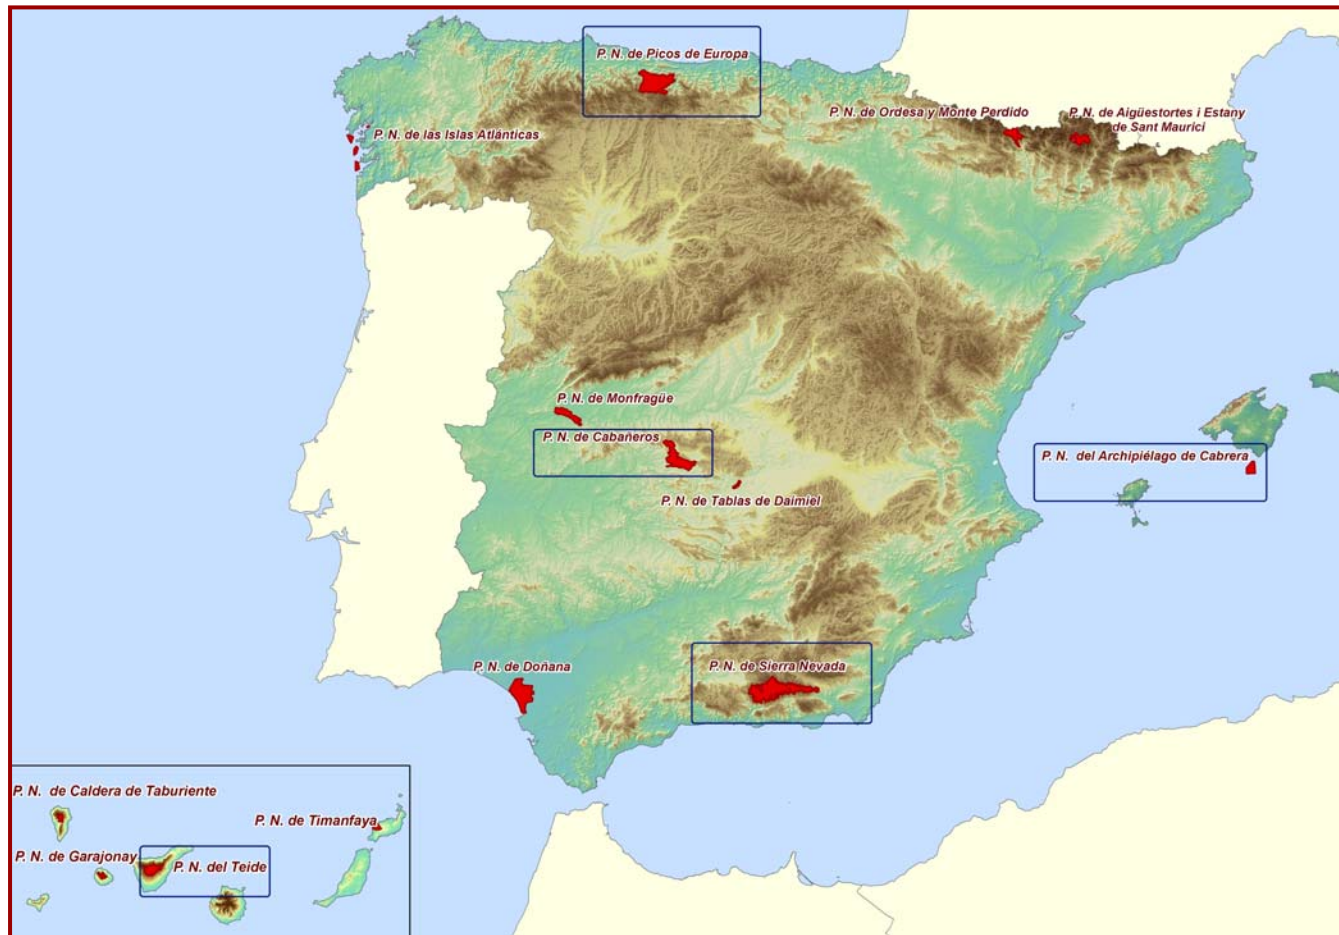 P. N. de Picos de Europa
P. N. de Ordesa y Monte Perdido
P. N. de Aigüestortes i Estany
de Sant Maurici
P. N. de las Islas Atlánticas
P. N. de Monfragüe
P. N. de Cabañeros
P. N. del Archipiélago de Cabrera
P. N. de Tablas de Daimiel
P. N. de Doñana
P. N. de Sierra Nevada
P. N. de Caldera de Taburiente
P. N. de Timanfaya
P. N. de Garajonay
P. N. del Teide